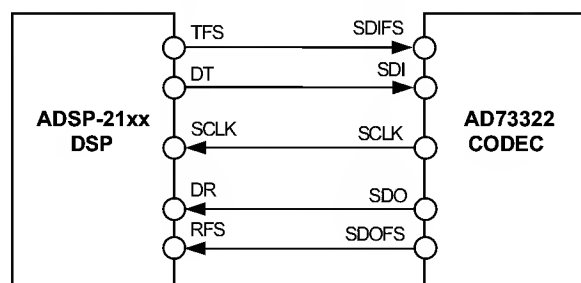 TFS SDIFS
DT SDI
ADSP-21xx
DSP
SCLK SCLK
AD73322
CODEC
DR SDO
RFS SDOFS